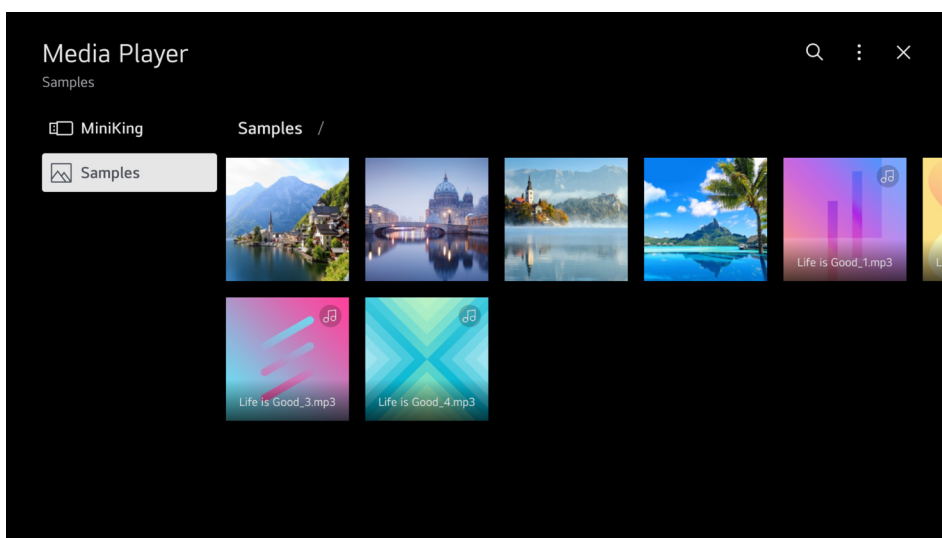 Media Player
Samples
MiniKing
Samples /
Samples
Life is Good_1.mp3
L
Life is Good_3.mp3
Life is Good_4.mp3